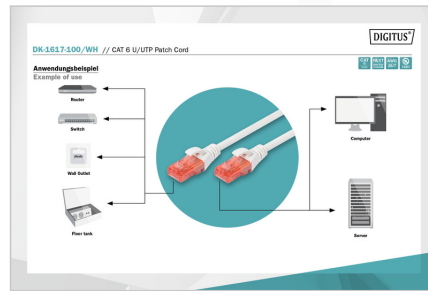 DIGITUS®
DK-1617-100/WH // CAT 6 U/UTP Patch Cord
Anwendungsbeispiel
Example of use
Router
Switch
Wall Outlet
Floor tank
Computer
Server